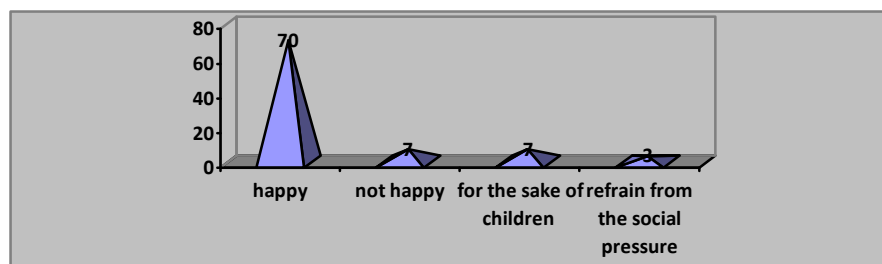 80
60
40
20
0
70
7
7
3
happy
not happy
for the sake of
children
refrain from
the social
pressure